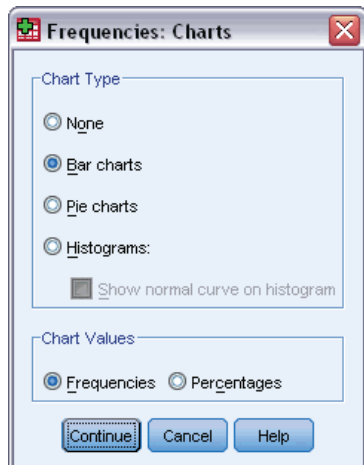 Frequencies: Charts
Chart Type
None
Bar charts
Pie charts
Histograms:
Show normal curve on histogram
Chart Values
Frequencies Percentages
Continue Cancel Help